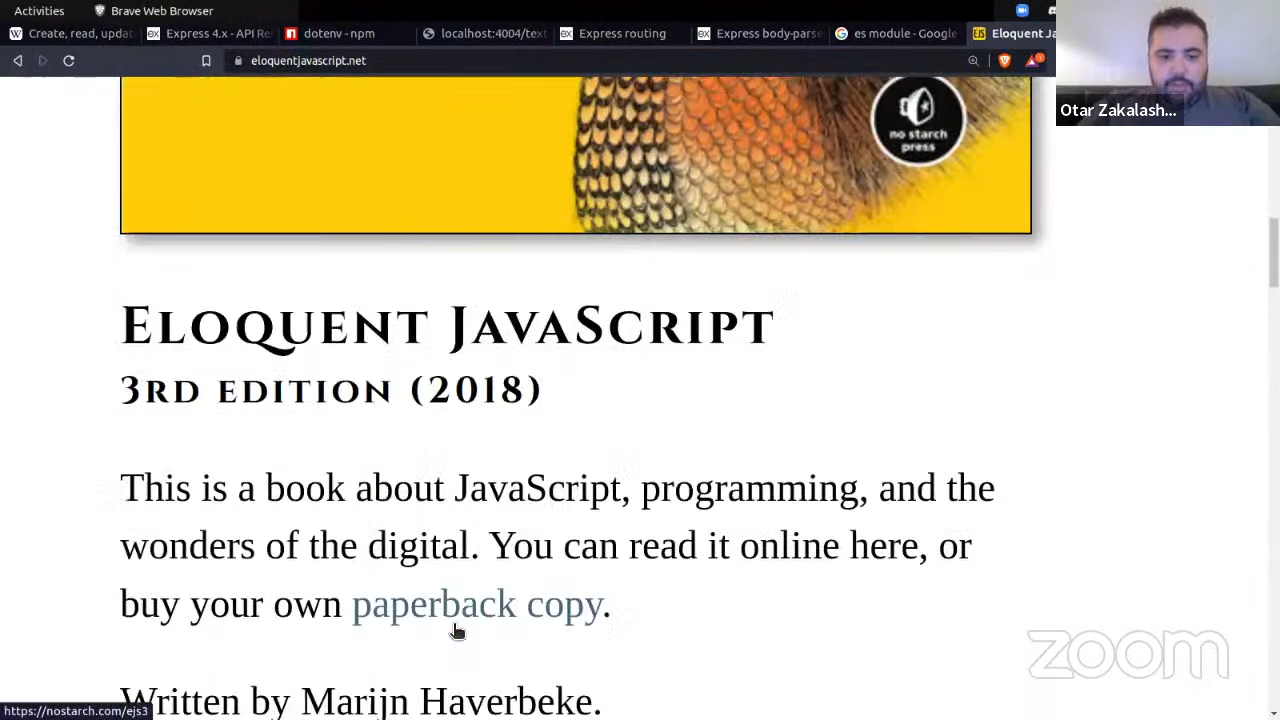 Activities
Brave Web Browser
Create, read, updat
Express 4.x - API Re
dotenv - npm
localhost:4004/text
Express routing
Express body-parse
es module - Google
EJS
Eloquent Ja
eloquentjavascript.net
Otar Zakalash...
no starch
press
Eloquent JavaScript
3rd edition (2018)
This is a book about JavaScript, programming, and the
wonders of the digital. You can read it online here, or
buy your own paperback copy.
Written by Marijn Haverbeke.
https://nostarch.com/ejs3
zoom